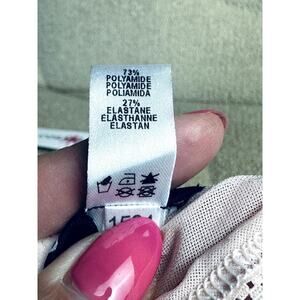 73%
POLYAMIDE
POLYAMIDE
POLIAMIDA
27%
ELASTANE
ELASTHANNE
ELASTAN